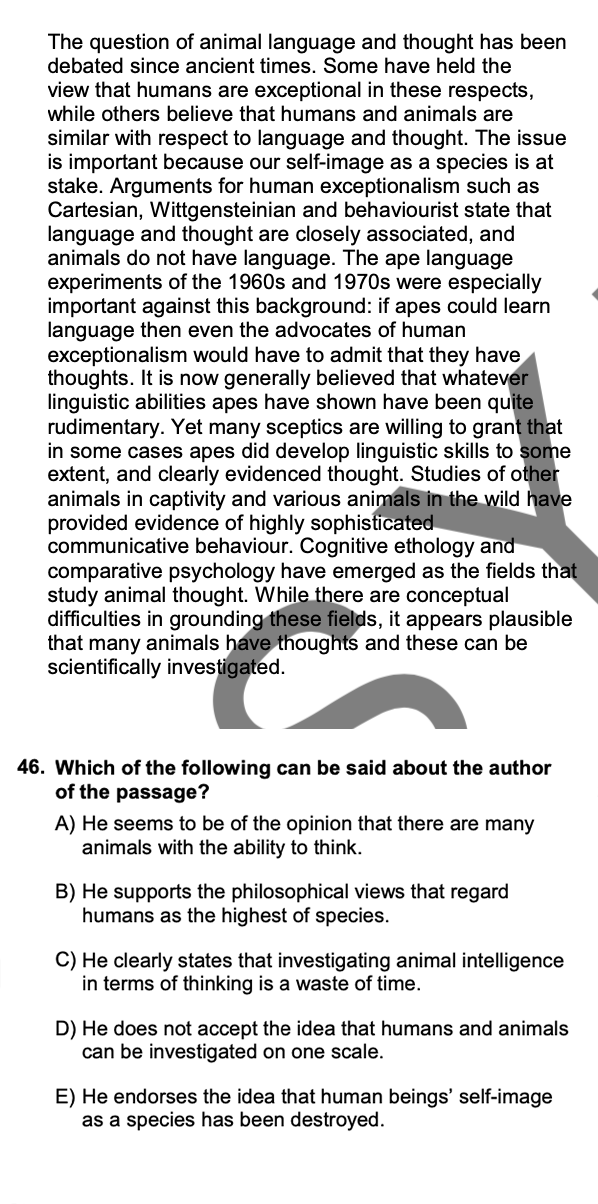 The question of animal language and thought has been
debated since ancient times. Some have held the
view that humans are exceptional in these respects,
while others believe that humans and animals are
similar with respect to language and thought. The issue
is important because our self-image as a species is at
stake. Arguments for human exceptionalism such as
Cartesian, Wittgensteinian and behaviourist state that
language and thought are closely associated, and
animals do not have language. The ape language
experiments of the 1960s and 1970s were especially
important against this background: if apes could learn
language then even the advocates of human
exceptionalism would have to admit that they have
thoughts. It is now generally believed that whatever
linguistic abilities apes have shown have been quite
rudimentary. Yet many sceptics are willing to grant that
in some cases apes did develop linguistic skills to some
extent, and clearly evidenced thought. Studies of other
animals in captivity and various animals in the wild have
provided evidence of highly sophisticated
communicative behaviour. Cognitive ethology and
comparative psychology have emerged as the fields that
study animal thought. While there are conceptual
difficulties in grounding these fields, it appears plausible
that many animals have thoughts and these can be
scientifically investigated.
46. Which of the following can be said about the author
of the passage?
A) He seems to be of the opinion that there are many
animals with the ability to think.
B) He supports the philosophical views that regard
humans as the highest of species.
C) He clearly states that investigating animal intelligence
in terms of thinking is a waste of time.
D) He does not accept the idea that humans and animals
can be investigated on one scale.
E) He endorses the idea that human beings' self-image
as a species has been destroyed.